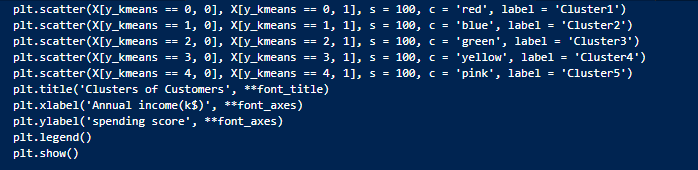 plt.scatter(X[y_kmeans == 0, 0], X[y_kmeans == 0, 1], s = 100, c = 'red', label = 'Cluster1')
plt.scatter(X[y_kmeans == 1, 0], X[y_kmeans == 1, 1], s = 100, c = 'blue', label = 'Cluster2')
plt.scatter(X[y_kmeans == 2, 0], X[y_kmeans == 2, 1], s = 100, c = 'green', label = 'Cluster3')
plt.scatter(X[y_kmeans == 3, 0], X[y_kmeans == 3, 1], s = 100, c = 'yellow', label = 'Cluster4')
plt.scatter(X[y_kmeans == 4, 0], X[y_kmeans == 4, 1], s = 100, c = 'pink', label = 'Cluster5')
plt.title('Clusters of Customers', **font_title)
plt.xlabel('Annual income(k$)', **font_axes)
plt.ylabel('spending score', **font_axes)
plt.legend()
plt.show()